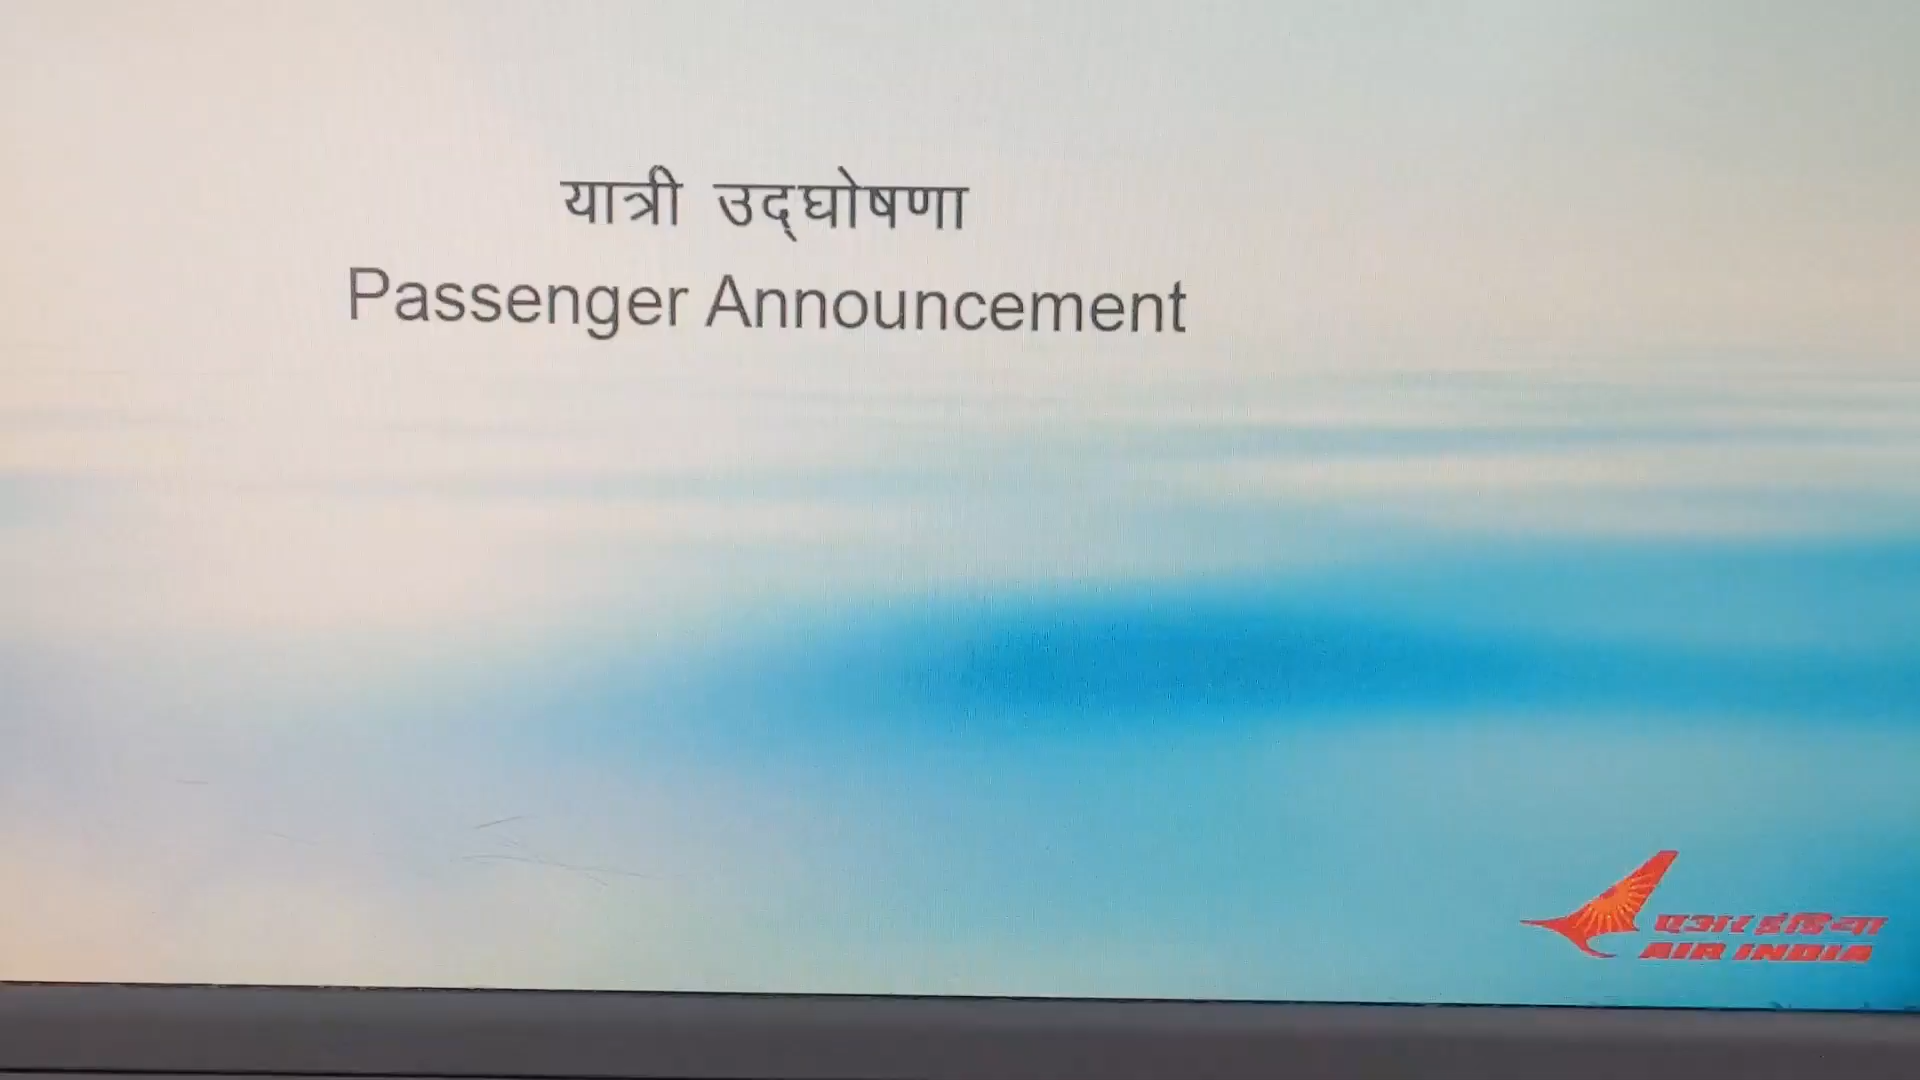 यात्री उद्घोषणा
Passenger Announcement
एअर इंडिया
AIR INDIA